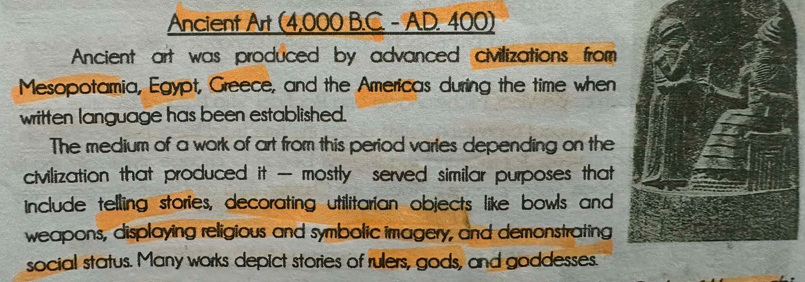 Ancient Art (4,000 B.C. - A.D. 400)
Ancient art was produced by advanced civilizations from
Mesopotamia, Egypt, Greece, and the Americas during the time when
written language has been established.
The medium of a work of art from this period varies depending on the
civilization that produced it — mostly served similar purposes that
include telling stories, decorating utilitarian objects like bowls and
weapons, displaying religious and symbolic imagery, and demonstrating
social status. Many works depict stories of rulers, gods, and goddesses.